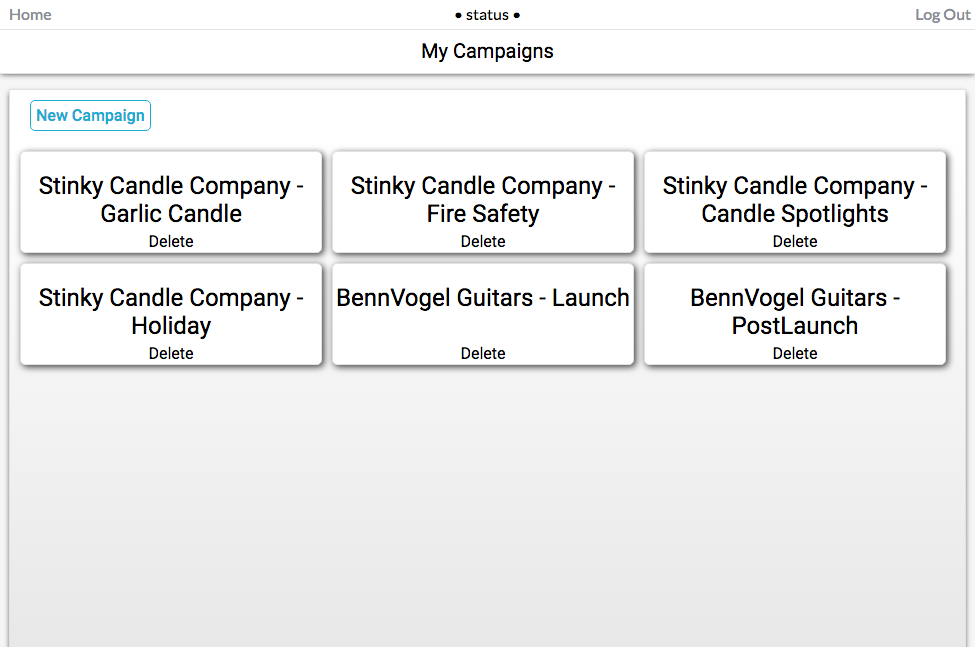 Home
• status •
Log Out
My Campaigns
New Campaign
Stinky Candle Company -
Garlic Candle
Delete
Stinky Candle Company -
Fire Safety
Delete
Stinky Candle Company -
Candle Spotlights
Delete
Stinky Candle Company -
Holiday
Delete
BennVogel Guitars - Launch
Delete
BennVogel Guitars -
PostLaunch
Delete